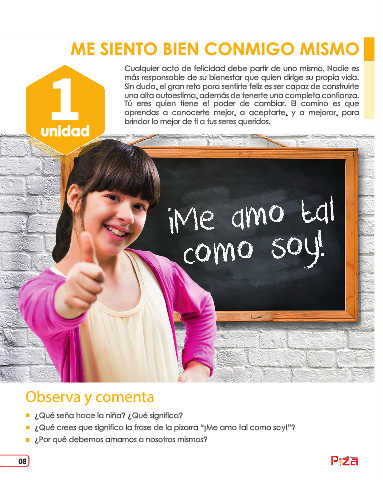 ME SIENTO BIEN CONMIGO MISMO
Cualquier acto de felicidad debe partir de uno mismo. Nadie es
más responsable de su bienestar que quien dirige su propia vida.
Sin duda, el gran reto para sentirte feliz es ser capaz de construirte
una alta autoestima, además de tenerte una completa confianza.
Tú eres quien tiene el poder de cambiar. El camino es que
aprendas a conocerte mejor, a aceptarte, y a mejorar, para
brindar lo mejor de ti a tus seres queridos.
1
unidad
¡Me amo tal
como soy!
Observa y comenta
¿Qué seña hace la niña? ¿Qué significa?
¿Qué crees que significa la frase de la pizarra "¡Me amo tal como soy!"?
¿Por qué debemos amarnos a nosotros mismos?
08